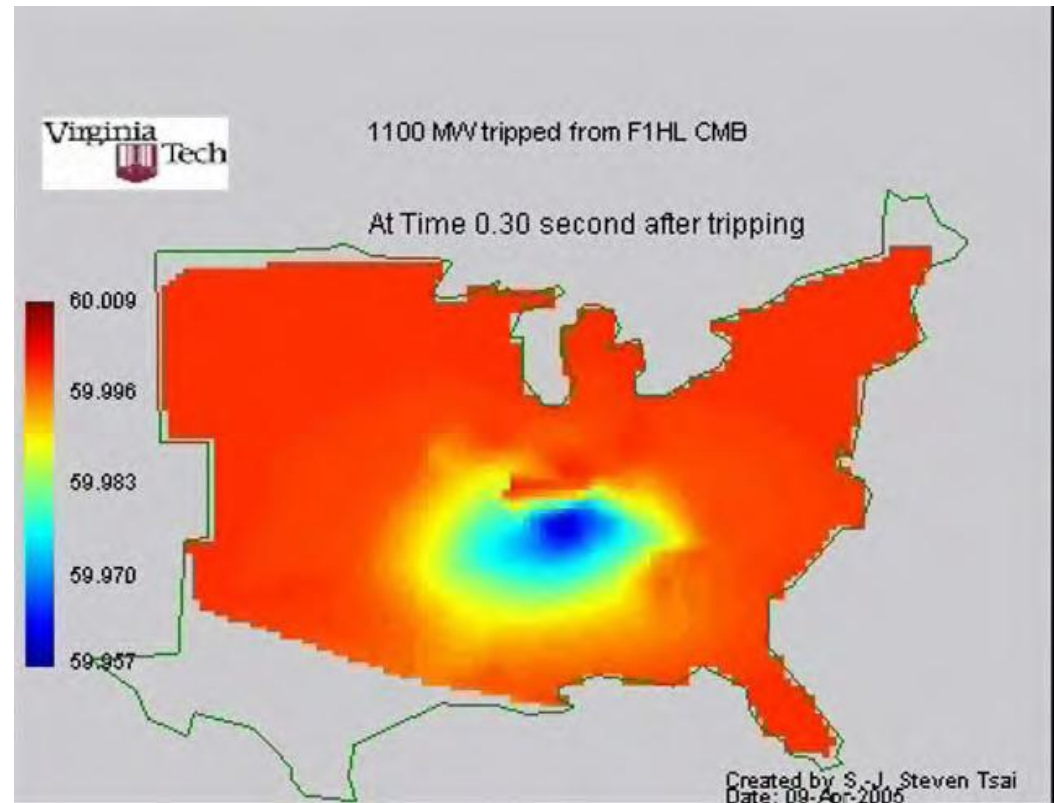 Virginia
Tech
1100 MW tripped from F1HL CMB
At Time 0.30 second after tripping
60.009
59.996
59.983
59.970
59.957
Created by S.-J. Steven Tsai
Date: 09-Apr-2005